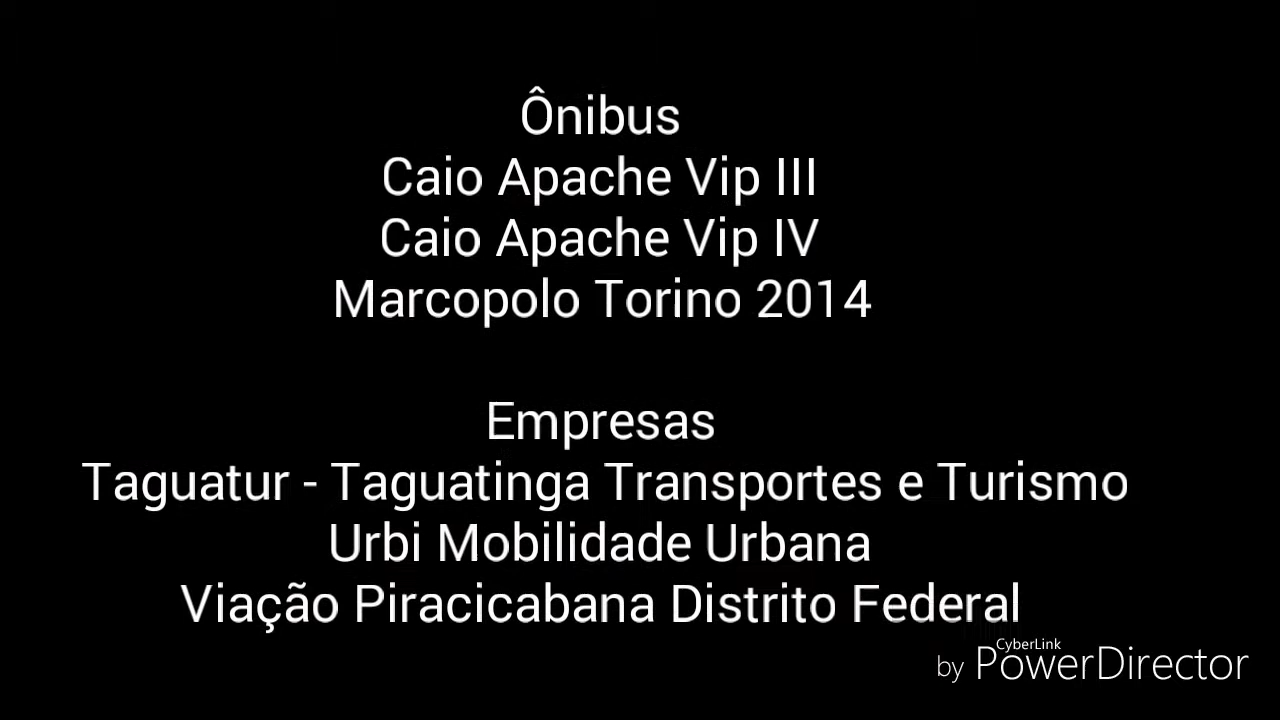 Ônibus
Caio Apache Vip III
Caio Apache Vip IV
Marcopolo Torino 2014
Empresas
Taguatur - Taguatinga Transportes e Turismo
Urbi Mobilidade Urbana
Viação Piracicabana Distrito Federal
CyberLink
by PowerDirector